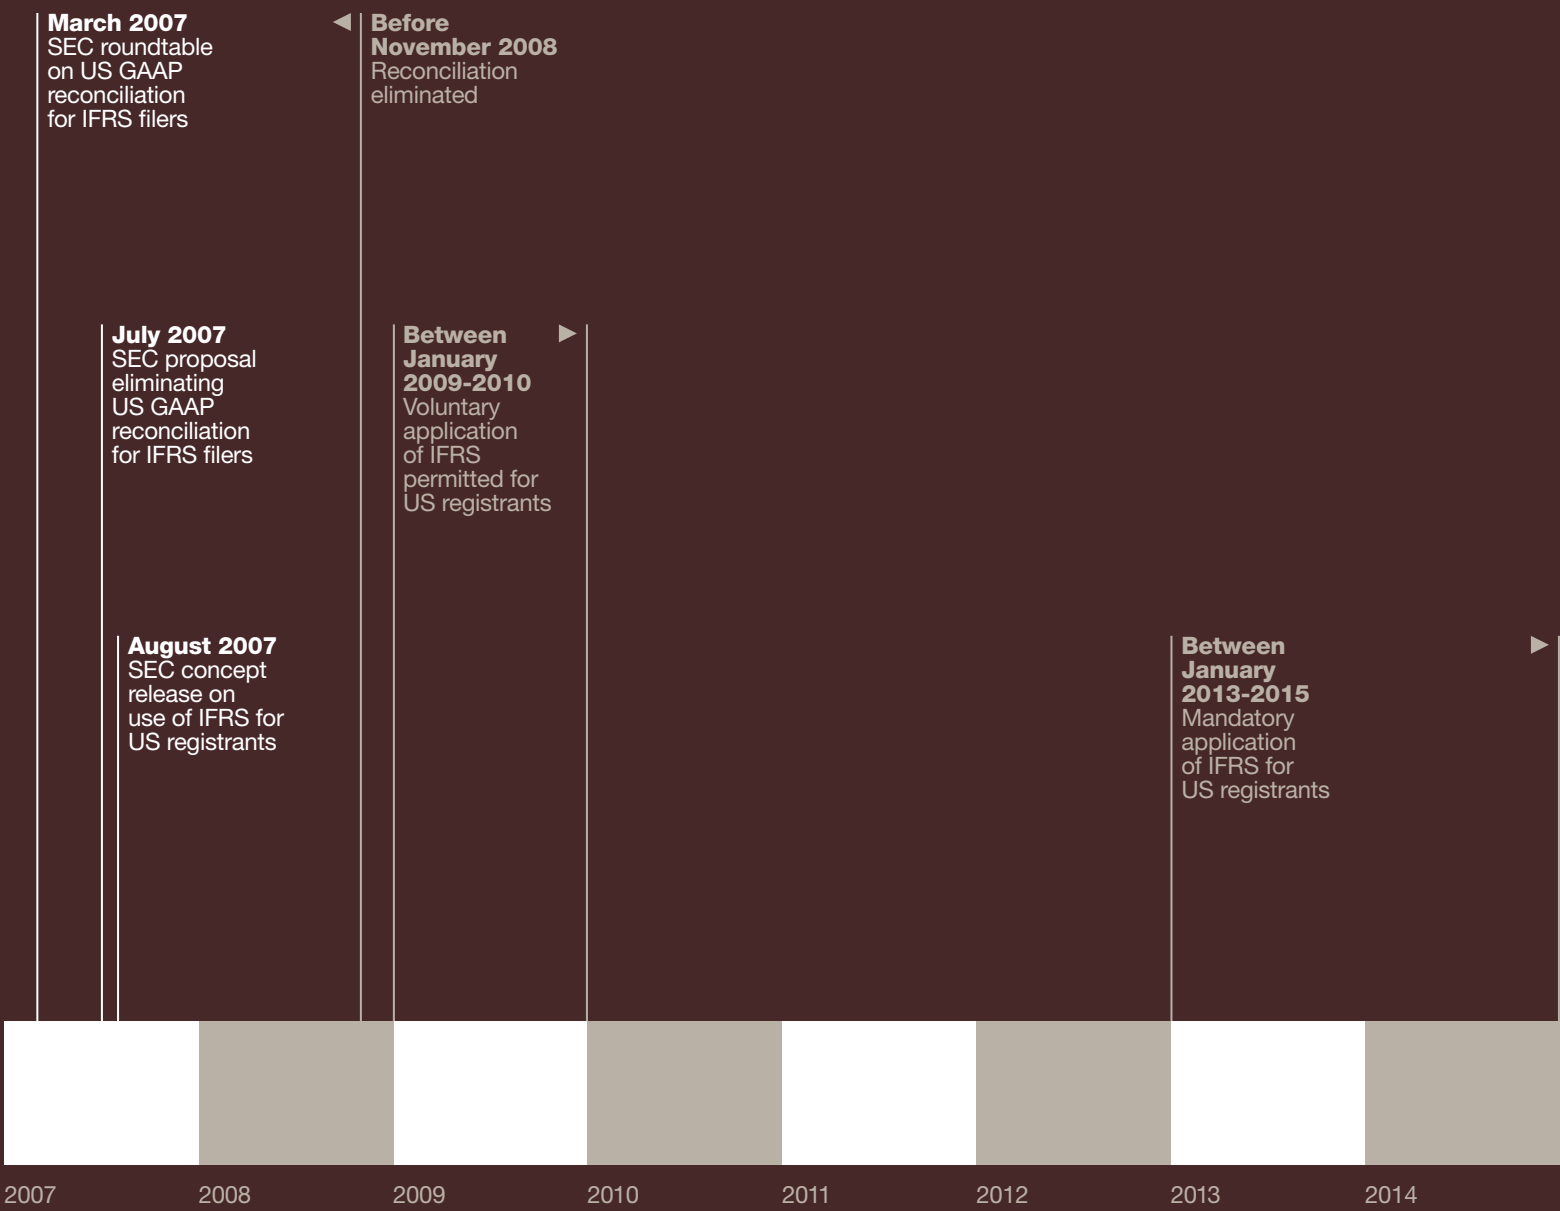 March 2007
SEC roundtable
on US GAAP
reconciliation
for IFRS filers
Before
November 2008
Reconciliation
eliminated
July 2007
SEC proposal
eliminating
US GAAP
reconciliation
for IFRS filers
Between
January
2009-2010
Voluntary
application
of IFRS
permitted for
US registrants
August 2007
SEC concept
release on
use of IFRS for
US registrants
Between
January
2013-2015
Mandatory
application
of IFRS for
US registrants
2007 2008 2009 2010 2011 2012 2013 2014